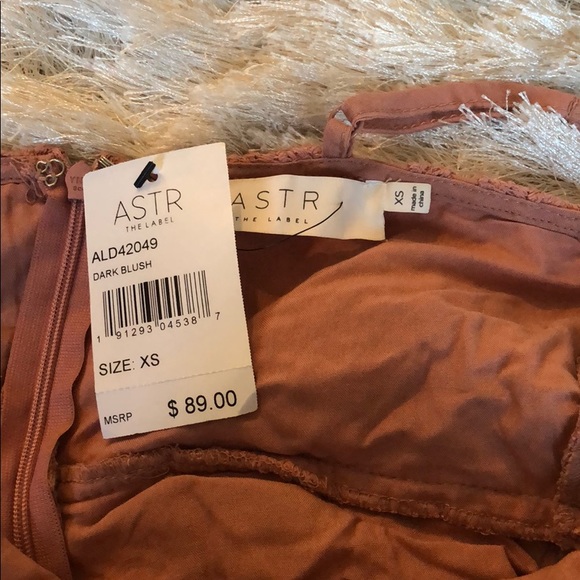 ASTR
THE LABEL
ALD42049
DARK BLUSH
1 91293 04538 7
SIZE: XS
MSRP $ 89.00
ASTR
THE LABEL
XS
made in
china